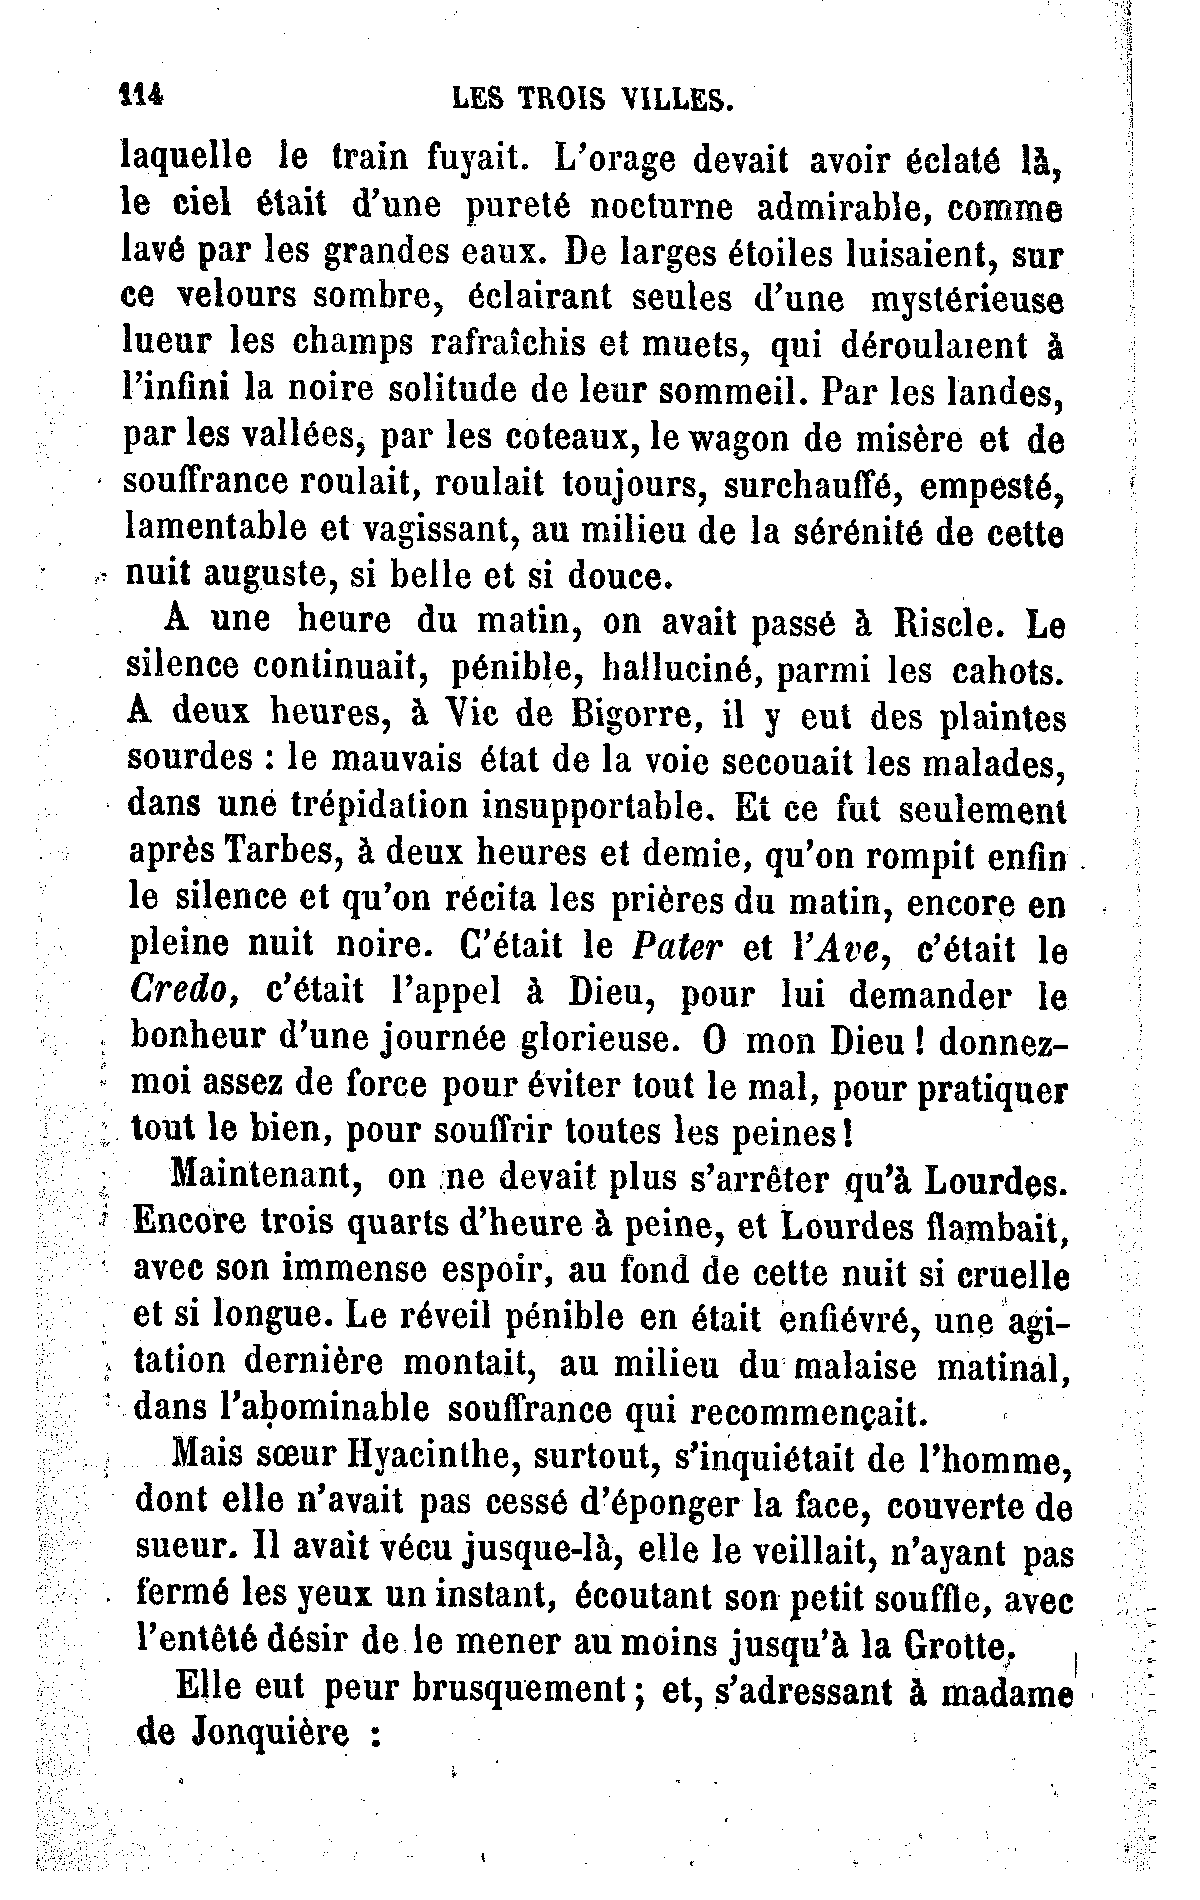 114 LES TROIS VILLES.
laquelle le train fuyait. L'orage devait avoir éclaté là,
le ciel était d'une pureté nocturne admirable, comme
lavé par les grandes eaux. De larges étoiles luisaient, sur
ce velours sombre, éclairant seules d'une mystérieuse
lueur les champs rafraîchis et muets, qui déroulaient à
l'infini la noire solitude de leur sommeil. Par les landes,
par les vallées, par les coteaux, le wagon de misère et de
souffrance roulait, roulait toujours, surchauffé, empesté,
lamentable et vagissant, au milieu de la sérénité de cette
nuit auguste, si belle et si douce.
A une heure du matin, on avait passé à Riscle. Le
silence continuait, pénible, halluciné, parmi les cahots.
A deux heures, à Vic de Bigorre, il y eut des plaintes
sourdes : le mauvais état de la voie secouait les malades,
dans une trépidation insupportable. Et ce fut seulement
après Tarbes, à deux heures et demie, qu'on rompit enfin
le silence et qu'on récita les prières du matin, encore en
pleine nuit noire. C'était le Pater et l'Ave, c'était le
Credo, c'était l'appel à Dieu, pour lui demander le
bonheur d'une journée glorieuse. O mon Dieu ! donnez-
moi assez de force pour éviter tout le mal, pour pratiquer
tout le bien, pour souffrir toutes les peines !
Maintenant, on ne devait plus s'arrêter qu'à Lourdes.
Encore trois quarts d'heure à peine, et Lourdes flambait,
avec son immense espoir, au fond de cette nuit si cruelle
et si longue. Le réveil pénible en était enfiévré, une agi-
tation dernière montait, au milieu du malaise matinal,
dans l'abominable souffrance qui recommençait.
Mais sœur Hyacinthe, surtout, s'inquiétait de l'homme,
dont elle n'avait pas cessé d'éponger la face, couverte de
sueur. Il avait vécu jusque-là, elle le veillait, n'ayant pas
fermé les yeux un instant, écoutant son petit souffle, avec
l'entêté désir de le mener au moins jusqu'à la Grotte.
Elle eut peur brusquement ; et, s'adressant à madame
de Jonquière :